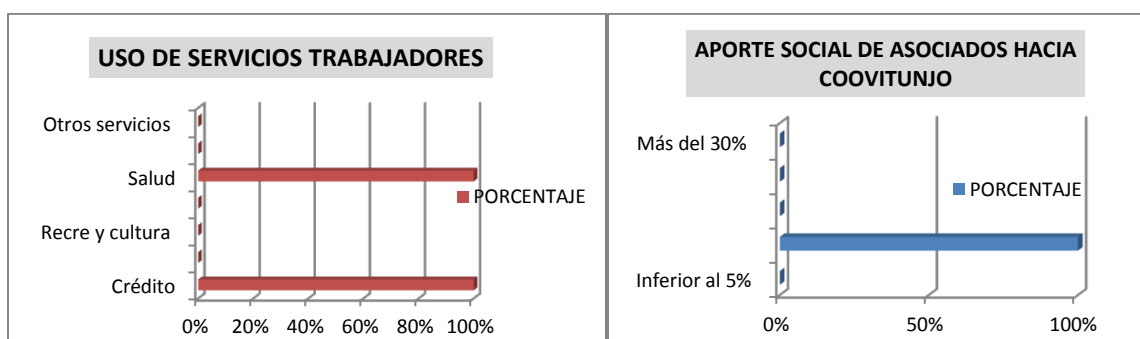 USO DE SERVICIOS TRABAJADORES
Otros servicios
Salud
Recre y cultura
Crédito
PORCENTAJE
0% 20% 40% 60% 80% 100%
APORTE SOCIAL DE ASOCIADOS HACIA
COOVITUNJO
Más del 30%
Inferior al 5%
PORCENTAJE
0% 50% 100%